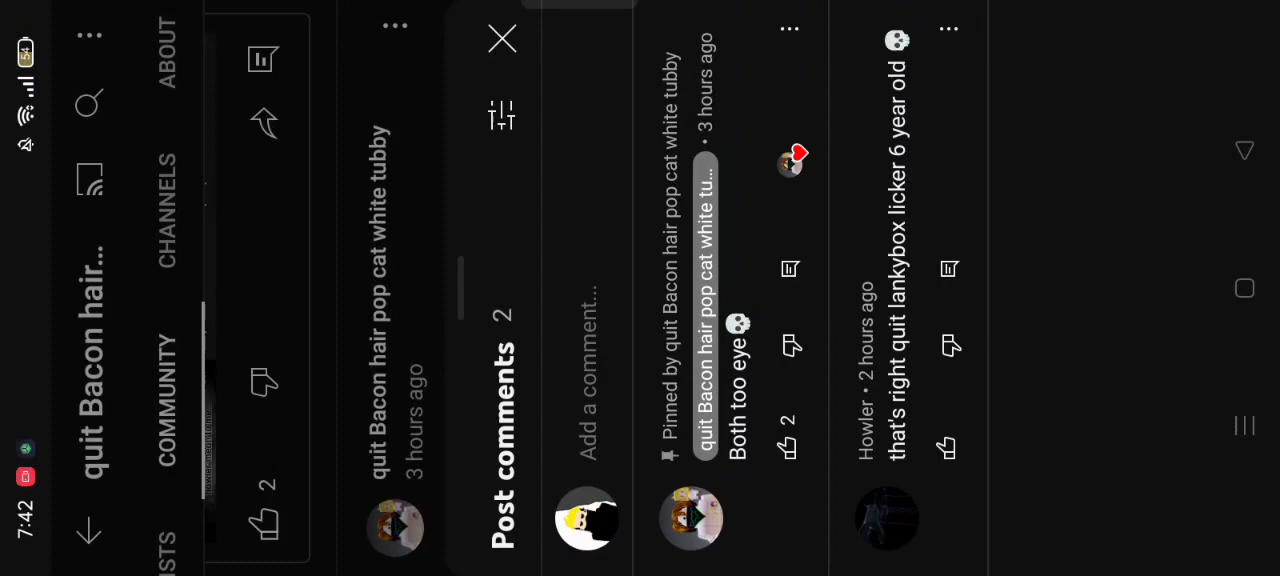 7:42
54
quit Bacon hair...
ISTS COMMUNITY CHANNELS ABOUT
2
quit Bacon hair pop cat white tubby
3 hours ago
Post comments 2
Add a comment...
Pinned by quit Bacon hair pop cat white tubby
quit Bacon hair pop cat white tu... • 3 hours ago
Both too eye💀
2
Howler • 2 hours ago
that's right quit lankybox licker 6 year old 💀